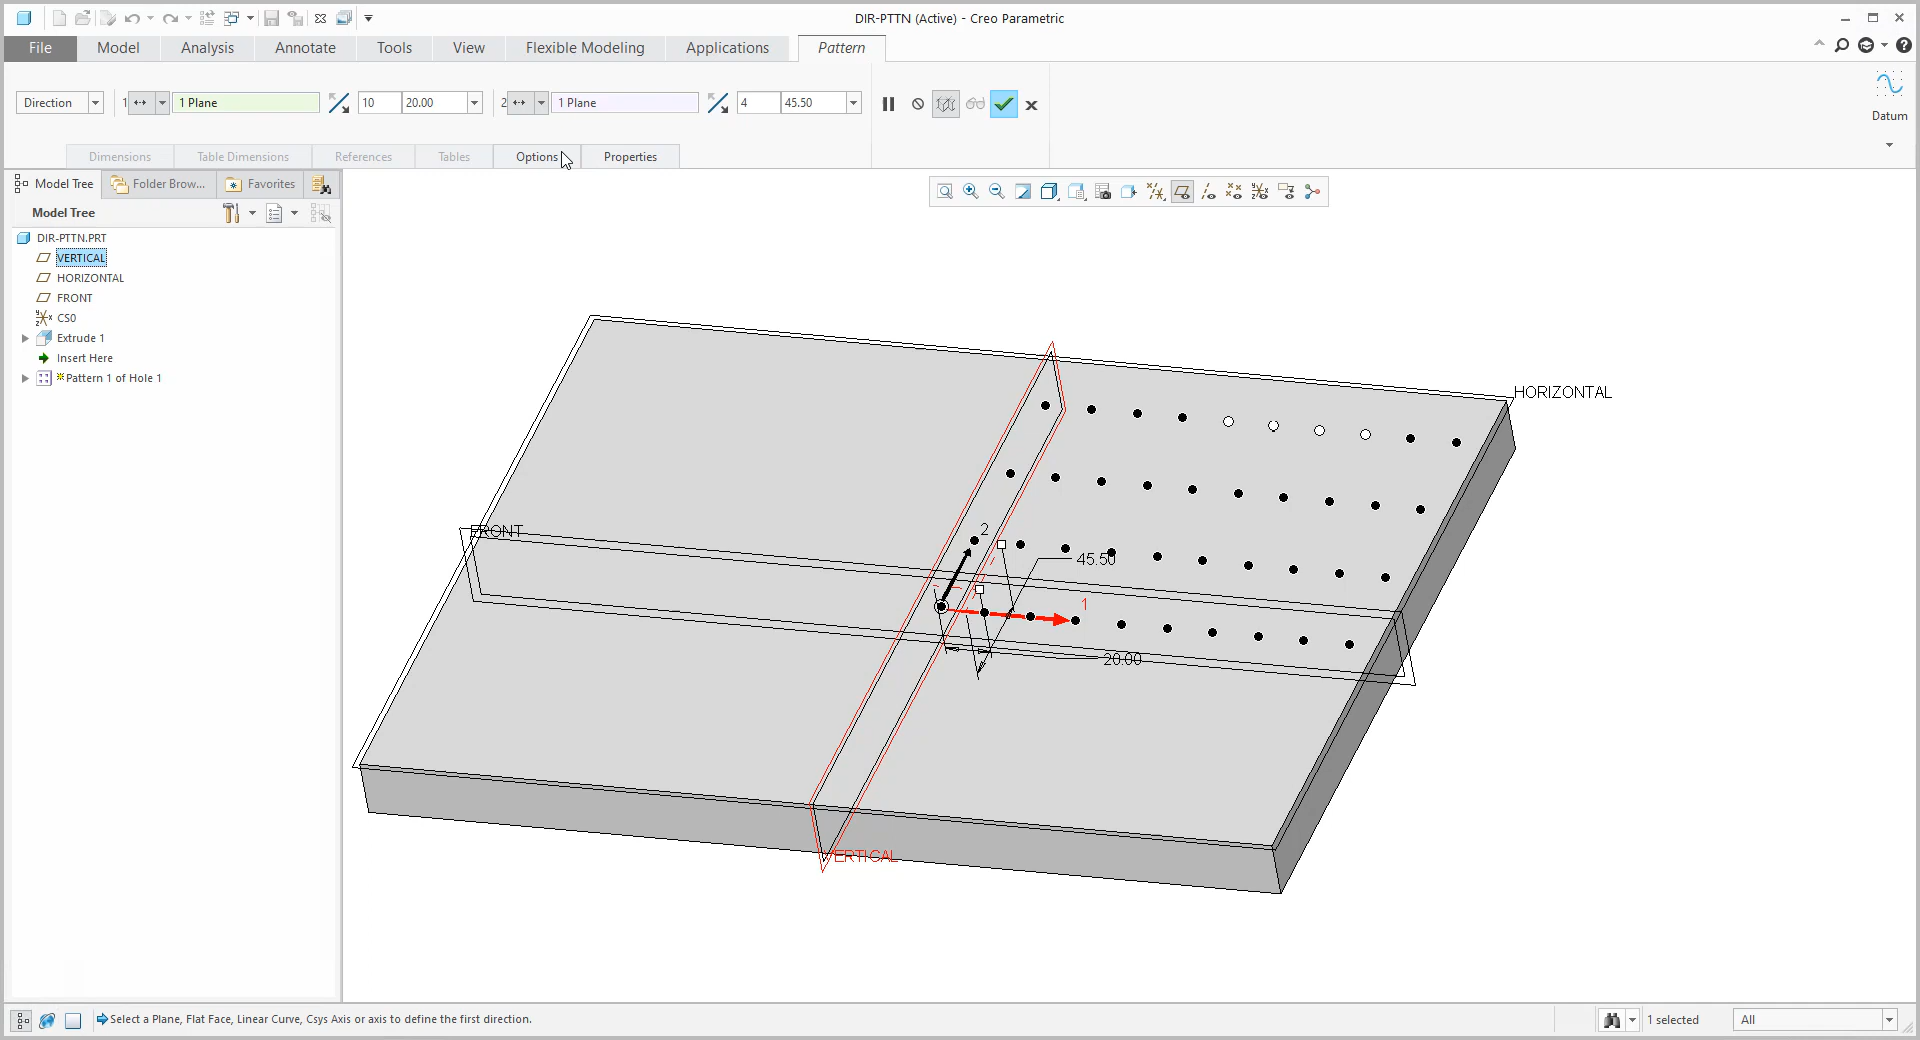 DIR-PTTN (Active) - Creo Parametric
File Model Analysis Annotate Tools View Flexible Modeling Applications Pattern
Direction 1 1 Plane 10 20.00 2 1 Plane 4 45.50
Datum
Dimensions Table Dimensions References Tables Options Properties
Model Tree Folder Brow... Favorites
Model Tree
DIR-PTTN.PRT
VERTICAL
HORIZONTAL
FRONT
CS0
Extrude 1
Insert Here
Pattern 1 of Hole 1
HORIZONTAL
FRONT
2
45.50
1
20.00
ERTICAL
Select a Plane, Flat Face, Linear Curve, Csys Axis or axis to define the first direction.
1 selected
All